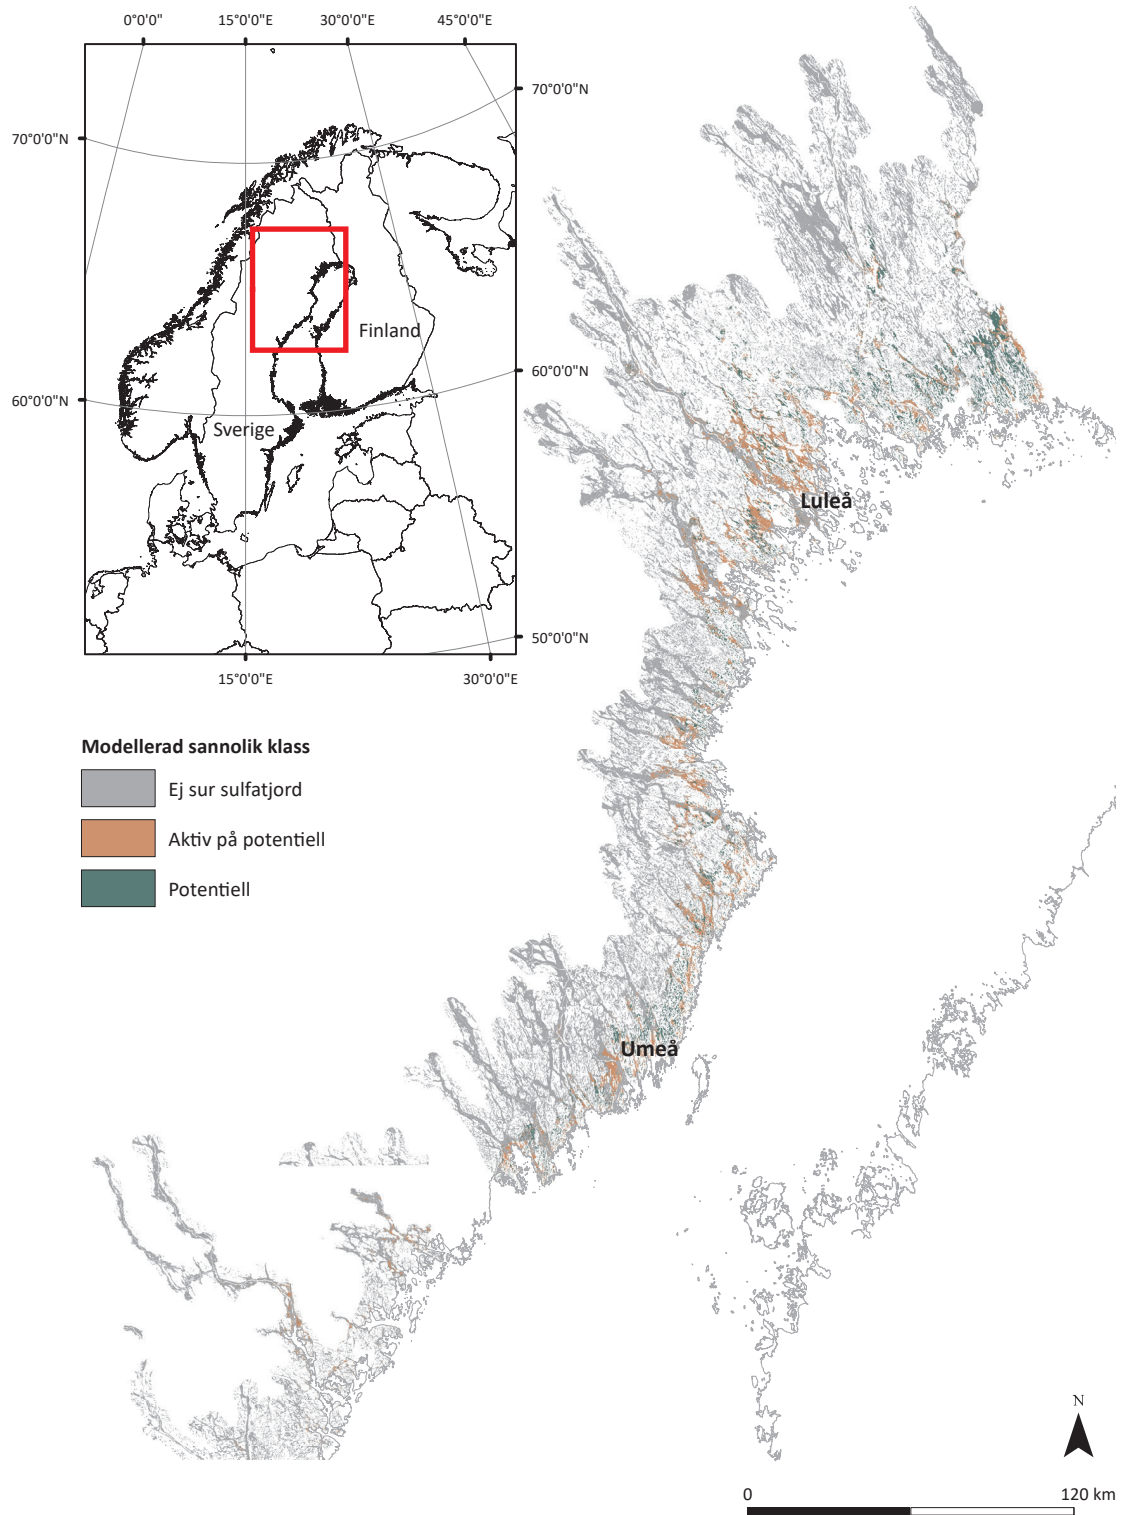 0°0'0"
15°0'0"E
30°0'0"E
45°0'0"E
70°0'0"N
70°0'0"N
Finland
60°0'0"N
60°0'0"N
Sverige
50°0'0"N
15°0'0"E
30°0'0"E
Luleå
Modellerad sannolik klass
Ej sur sulfatjord
Aktiv på potentiell
Potentiell
Umeå
N
0
120 km